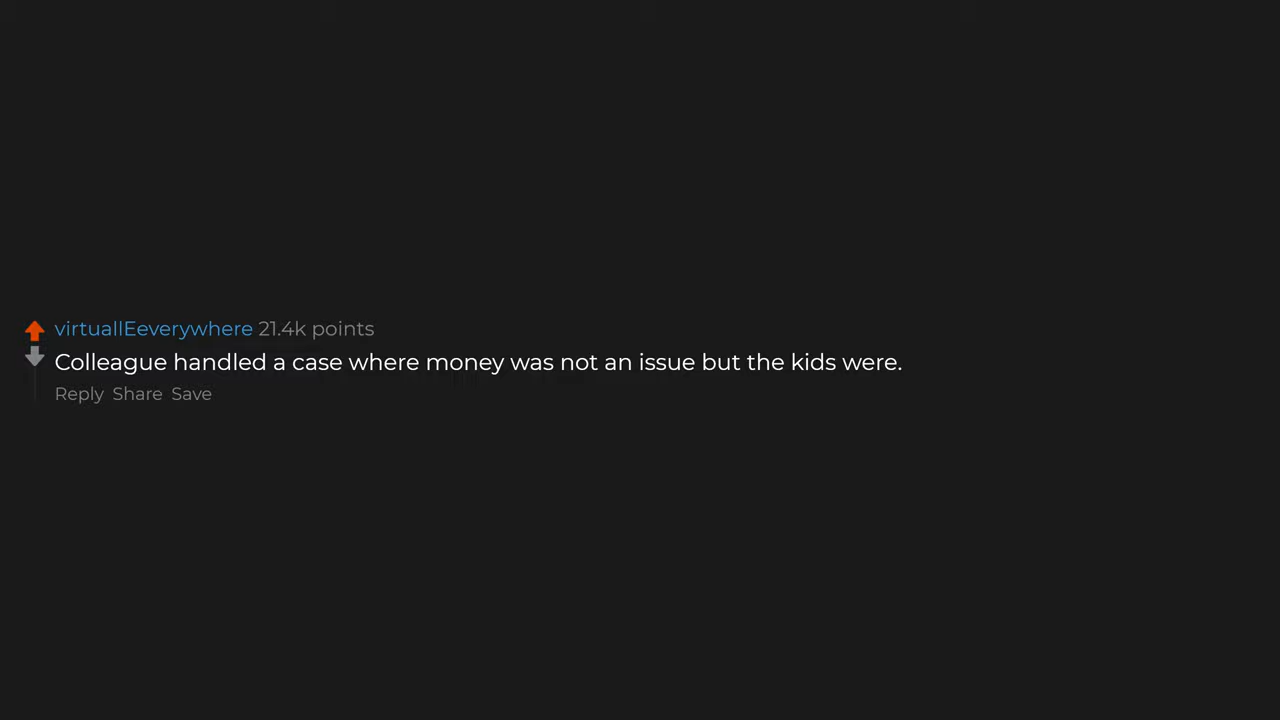 virtuallEeverywhere 21.4k points
Colleague handled a case where money was not an issue but the kids were.
Reply Share Save